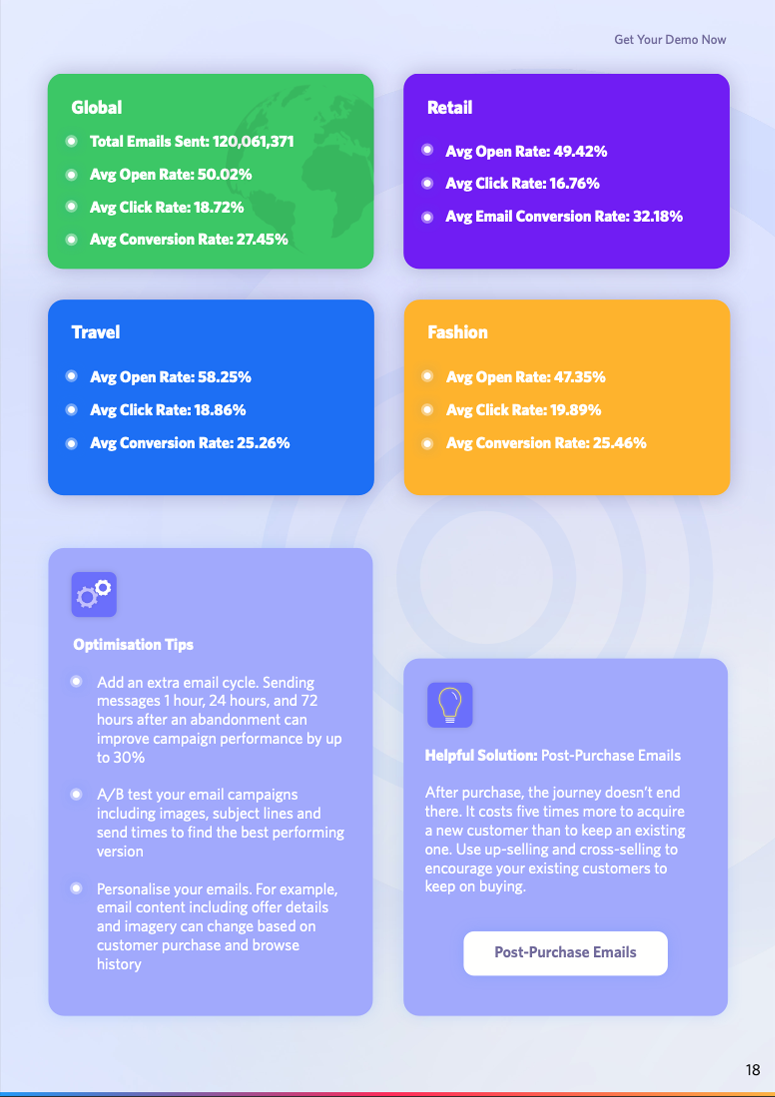 Get Your Demo Now
Global
Total Emails Sent: 120,061,371
Avg Open Rate: 50.02%
Avg Click Rate: 18.72%
Avg Conversion Rate: 27.45%
Retail
Avg Open Rate: 49.42%
Avg Click Rate: 16.76%
Avg Email Conversion Rate: 32.18%
Travel
Avg Open Rate: 58.25%
Avg Click Rate: 18.86%
Avg Conversion Rate: 25.26%
Fashion
Avg Open Rate: 47.35%
Avg Click Rate: 19.89%
Avg Conversion Rate: 25.46%
Optimisation Tips
Add an extra email cycle. Sending
messages 1 hour, 24 hours, and 72
hours after an abandonment can
improve campaign performance by up
to 30%
A/B test your email campaigns
including images, subject lines and
send times to find the best performing
version
Personalise your emails. For example,
email content including offer details
and imagery can change based on
customer purchase and browse
history
Helpful Solution: Post-Purchase Emails
After purchase, the journey doesn’t end
there. It costs five times more to acquire
a new customer than to keep an existing
one. Use up-selling and cross-selling to
encourage your existing customers to
keep on buying.
Post-Purchase Emails
18